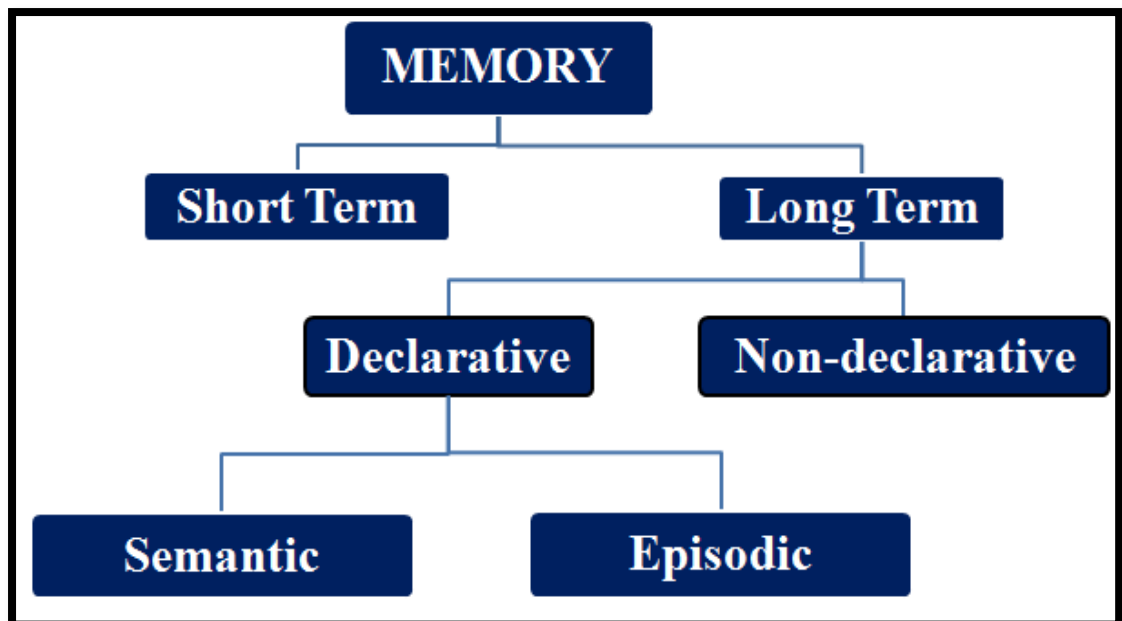 MEMORY
Short Term
Long Term
Declarative
Non-declarative
Semantic
Episodic